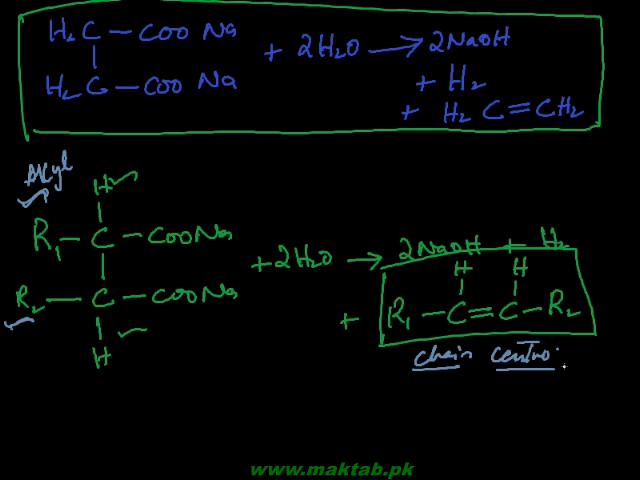 H₂C — COO Na
+ 2H₂O ⟶ 2NaOH
H₂C — COO Na
+ H₂
+ H₂C=CH₂
Alkyl
H
R₁ — C — COONa
+ 2H₂O ⟶ 2NaOH + H₂
R₂ — C — COONa
H
H H
+ R₁ — C=C — R₂
chain
www.maktab.pk